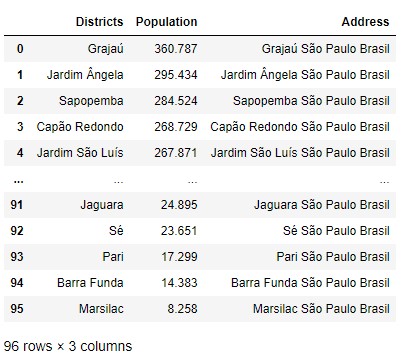 Districts Population Address
0 Grajaú 360.787 Grajaú São Paulo Brasil
1 Jardim Ângela 295.434 Jardim Ângela São Paulo Brasil
2 Sapopemba 284.524 Sapopemba São Paulo Brasil
3 Capão Redondo 268.729 Capão Redondo São Paulo Brasil
4 Jardim São Luís 267.871 Jardim São Luís São Paulo Brasil
... ... ... ...
91 Jaguara 24.895 Jaguara São Paulo Brasil
92 Sé 23.651 Sé São Paulo Brasil
93 Pari 17.299 Pari São Paulo Brasil
94 Barra Funda 14.383 Barra Funda São Paulo Brasil
95 Marsilac 8.258 Marsilac São Paulo Brasil
96 rows × 3 columns